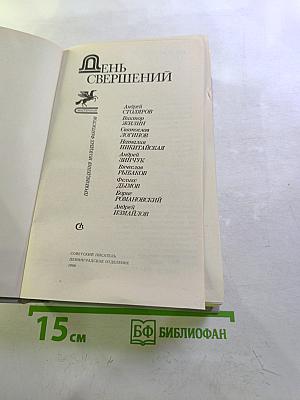 ДЕНЬ
СВЕРШЕНИЙ
ПРОИЗВЕДЕНИЯ МОЛОДЫХ ФАНТАСТОВ
Андрей
СТОЛЯРОВ
Виктор
ЖИЛИН
Святослав
ЛОГИНОВ
Наталия
НИКИТАЙСКАЯ
Андрей
ЗИНЧУК
Вячеслав
РЫБАКОВ
Феликс
ДЫМОВ
Борис
РОМАНОВСКИЙ
Андрей
ИЗМАЙЛОВ
СОВЕТСКИЙ ПИСАТЕЛЬ
ЛЕНИНГРАДСКОЕ ОТДЕЛЕНИЕ
15 см
БФ БИБЛИОФАН